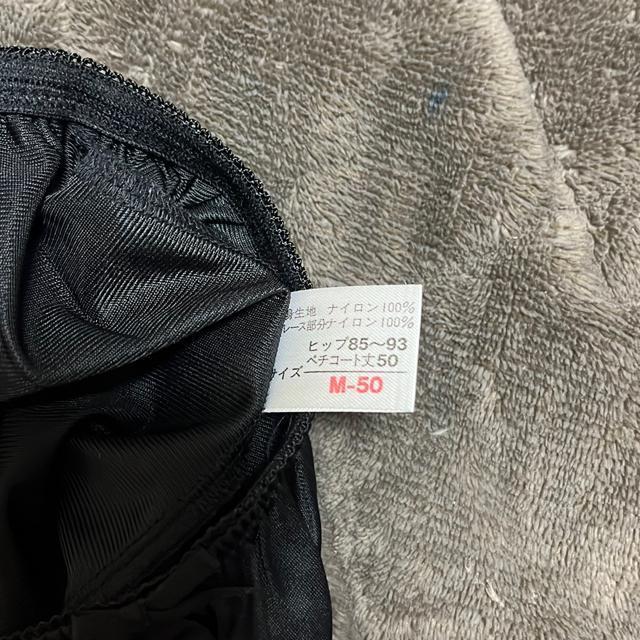 身生地 ナイロン100%
レース部分ナイロン100%
サイズ
ヒップ85〜93
ペチコート丈50
M-50